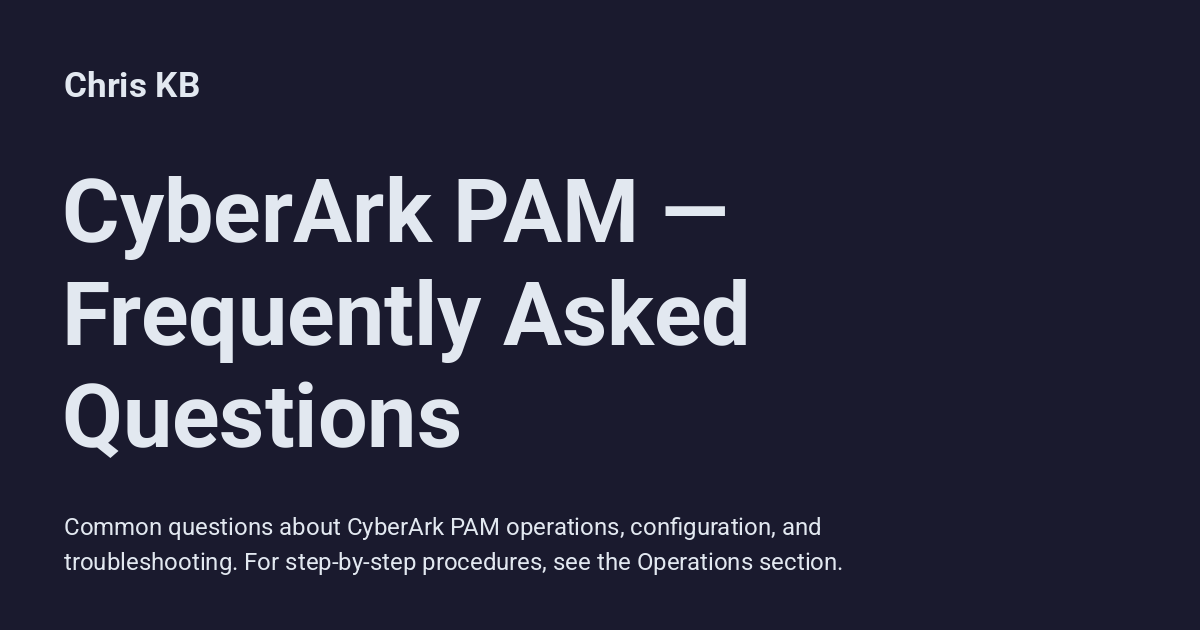 Chris KB
CyberArk PAM —
Frequently Asked
Questions
Common questions about CyberArk PAM operations, configuration, and
troubleshooting. For step-by-step procedures, see the Operations section.